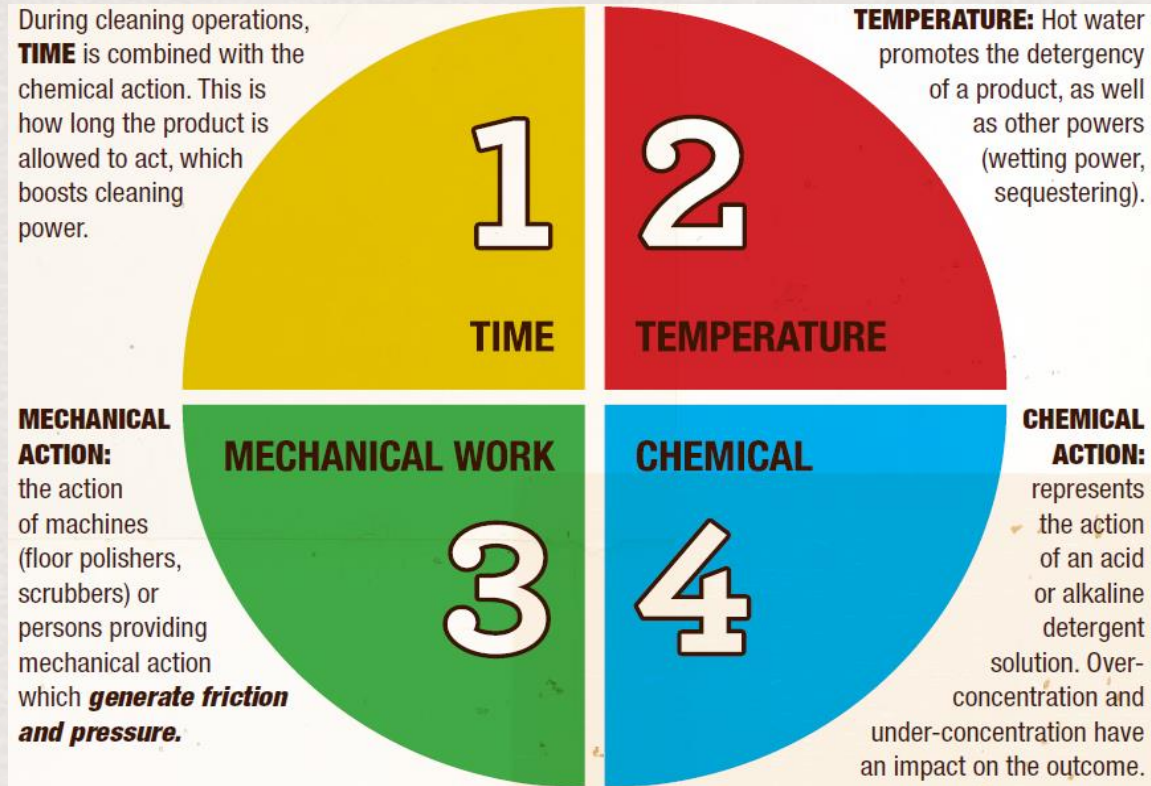 During cleaning operations,
TIME is combined with the
chemical action. This is
how long the product is
allowed to act, which
boosts cleaning
power.
1
TIME
TEMPERATURE: Hot water
promotes the detergency
of a product, as well
as other powers
(wetting power,
sequestering).
2
TEMPERATURE
MECHANICAL
ACTION:
the action
of machines
(floor polishers,
scrubbers) or
persons providing
mechanical action
which generate friction
and pressure.
MECHANICAL WORK
3
CHEMICAL
4
CHEMICAL
ACTION:
represents
the action
of an acid
or alkaline
detergent
solution. Over-
concentration and
under-concentration have
an impact on the outcome.